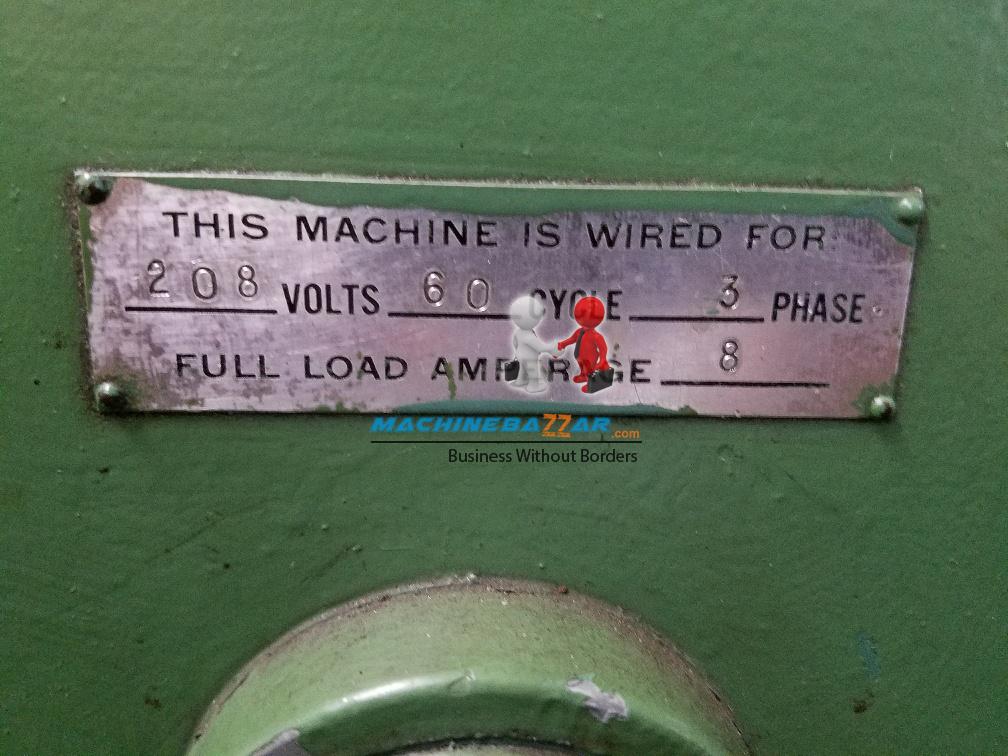 THIS MACHINE IS WIRED FOR
208 VOLTS 60 CYCLE 3 PHASE
FULL LOAD AMPERAGE 8
MACHINEBAZZAR.com
Business Without Borders